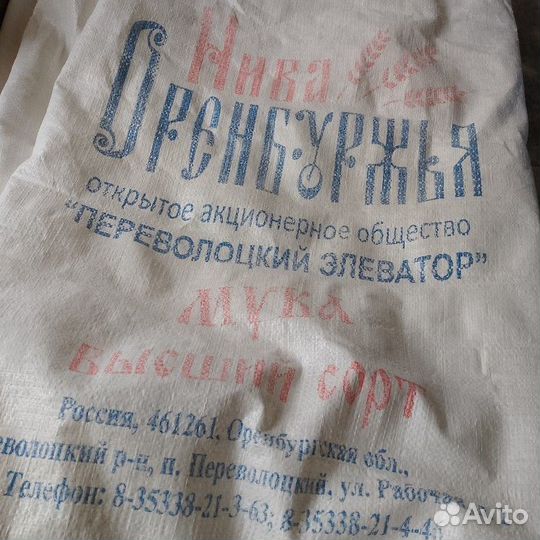 Нива
Оренбуржья
открытое акционерное общество
"ПЕРЕВОЛОЦКИЙ ЭЛЕВАТОР"
МУКА
высший сорт
Россия, 461261, Оренбургская обл.,
еволоцкий р-н, п. Переволоцкий, ул. Рабочая
Телефон: 8-35338-21-3-63; 8-35338-21-4-4
Avito